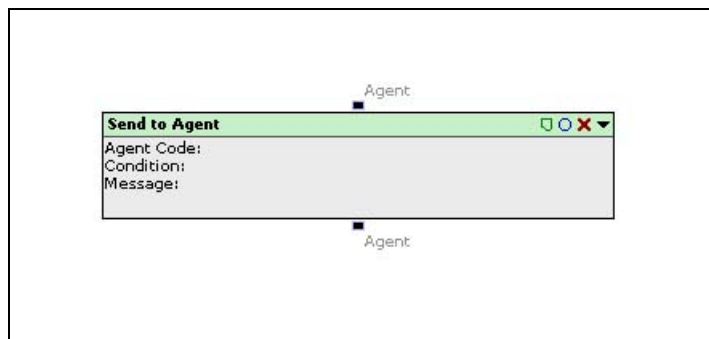 Agent
Send to Agent
Agent Code:
Condition:
Message:
Agent